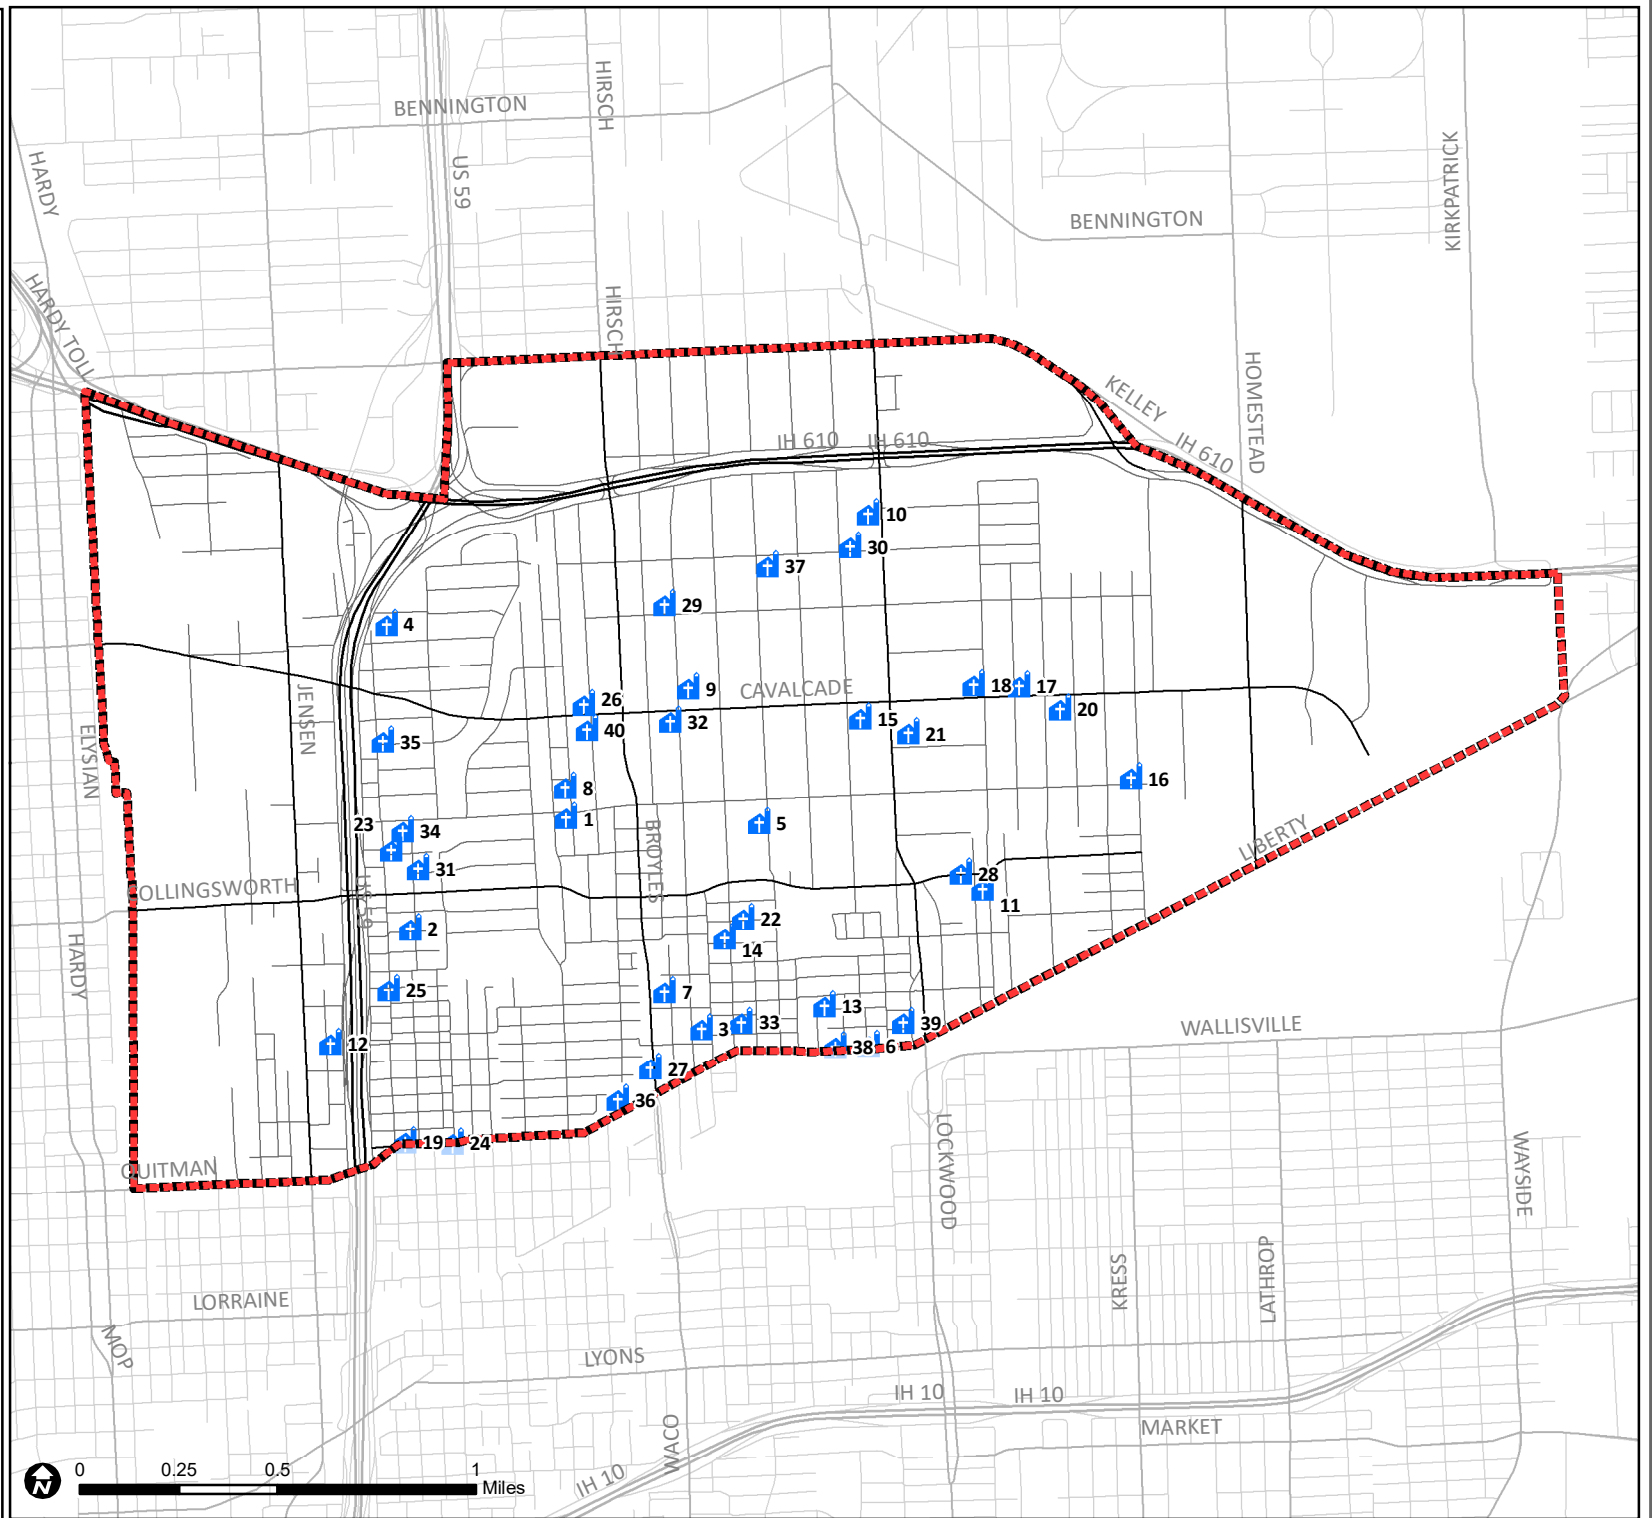 BENNINGTON
HIRSCH
HARDY
US 59
KIRKPATRICK
BENNINGTON
HARDY TOLL
HIRSCH
HOMESTEAD
KELLEY
IH 610
IH 610
IH 610
10
30
37
29
4
CAVALCADE
26
9
18
17
20
32
15
40
21
35
JENSEN
ELYSIAN
16
8
1
5
23
34
BROYLES
LIBERTY
31
28
OLLINGSWORTH
US 59
11
2
22
14
HARDY
25
7
13
3
33
39
WALLISVILLE
12
38
6
27
36
19
24
QUITMAN
LOCKWOOD
WAYSIDE
KRESS
LATHROP
LORRAINE
MOP
LYONS
IH 10
IH 10
MARKET
WACO
IH 10
N
0
0.25
0.5
1
Miles